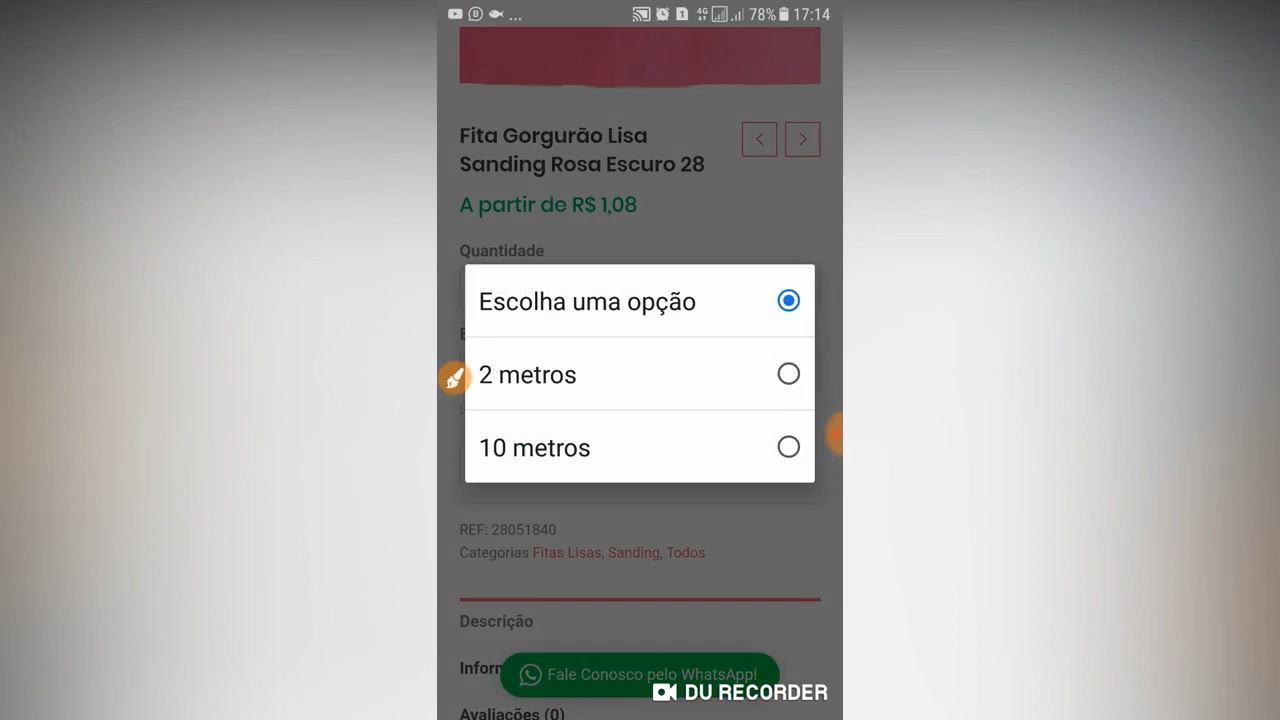 ... 4G 78% 17:14
Fita Gorgurão Lisa
Sanding Rosa Escuro 28
A partir de R$ 1,08
Quantidade
Escolha uma opção
2 metros
10 metros
REF: 28051840
Categorias Fitas Lisas, Sanding, Todos
Descrição
Inform
Fale Conosco pelo WhatsApp!
DU RECORDER
Avaliações (0)